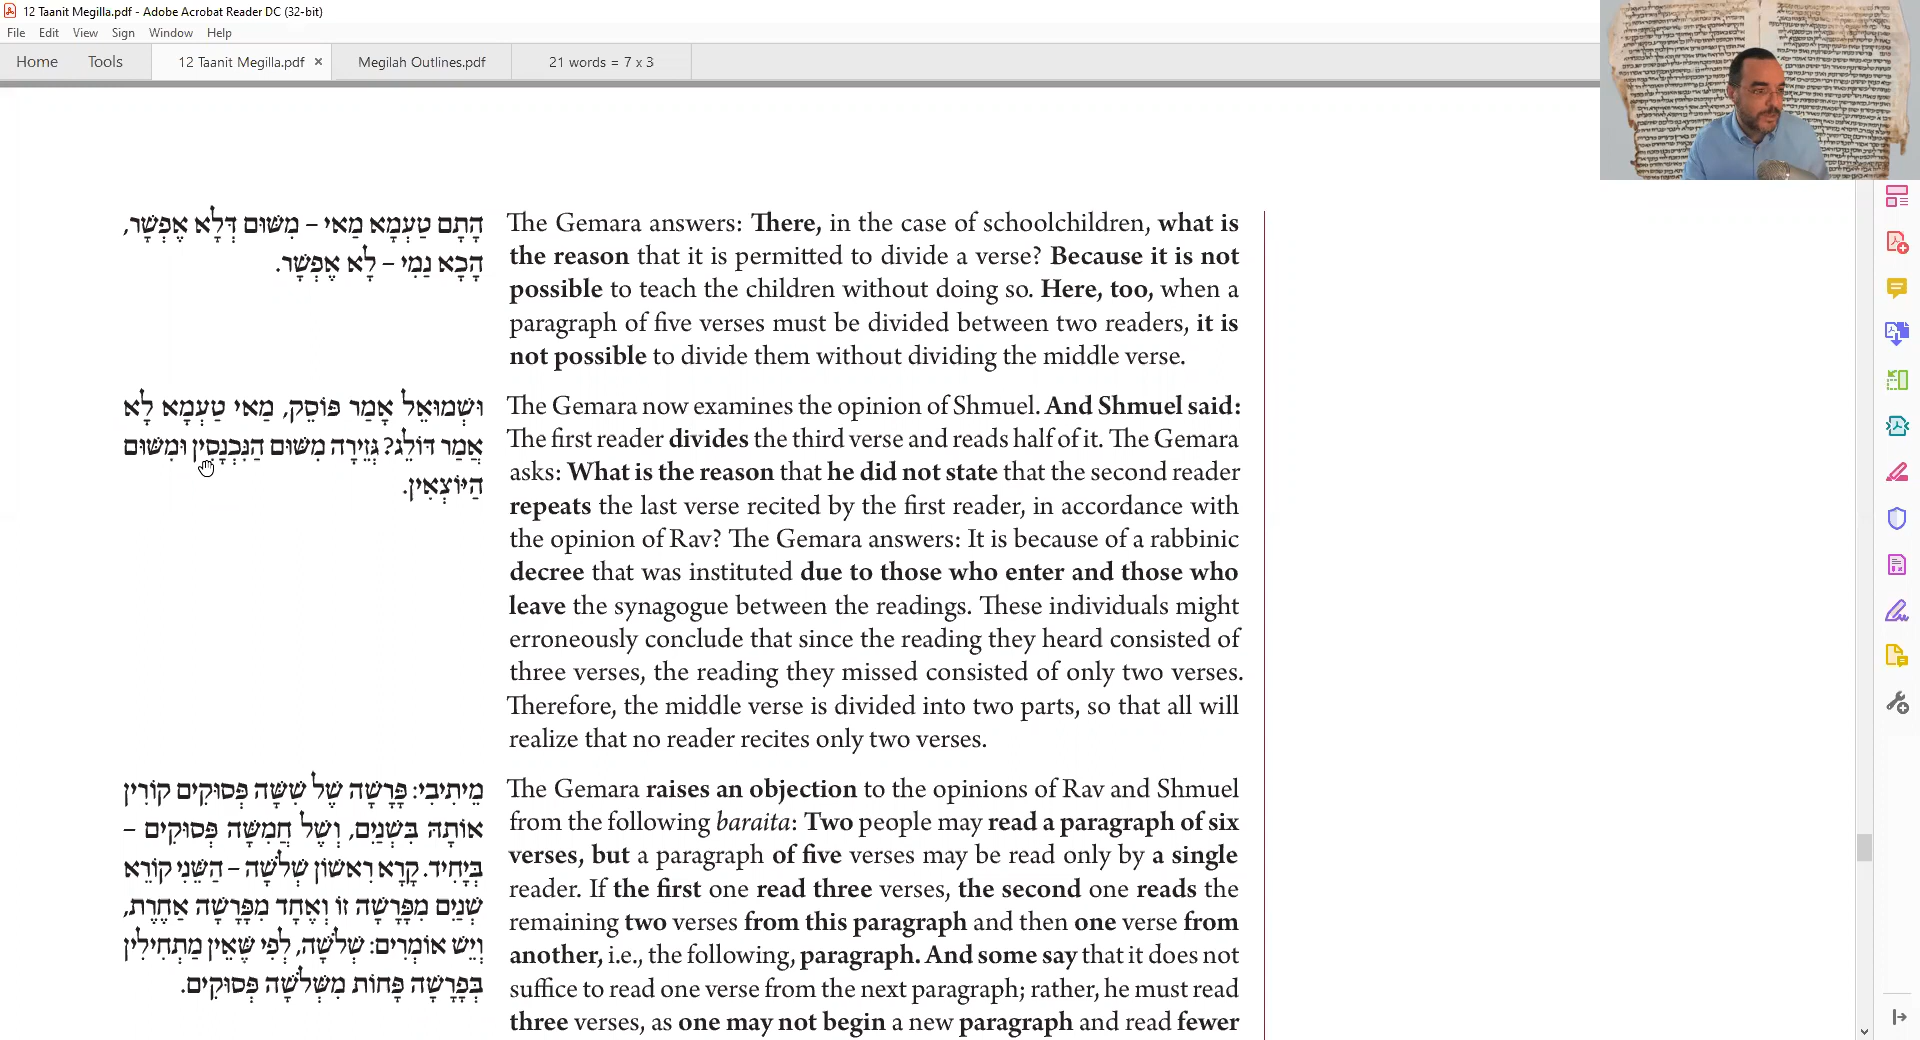 12 Taanit Megilla.pdf - Adobe Acrobat Reader DC (32-bit)
File Edit View Sign Window Help
Home Tools 12 Taanit Megilla.pdf × Megilah Outlines.pdf 21 words = 7 x 3
הָתָם טַעְמָא מַאי – מִשּׁוּם דְּלָא אֶפְשָׁר,
הָכָא נַמִי – לָא אֶפְשָׁר.
The Gemara answers: There, in the case of schoolchildren, what is
the reason that it is permitted to divide a verse? Because it is not
possible to teach the children without doing so. Here, too, when a
paragraph of five verses must be divided between two readers, it is
not possible to divide them without dividing the middle verse.
וּשְׁמוּאֵל אָמַר פּוֹסֵק, מַאי טַעְמָא לָא
אֲמַר דּוֹלֵג? גְּזֵירָה מִשּׁוּם הַנִּכְנָסִין וּמִשּׁוּם
הַיּוֹצְאִין.
The Gemara now examines the opinion of Shmuel. And Shmuel said:
The first reader divides the third verse and reads half of it. The Gemara
asks: What is the reason that he did not state that the second reader
repeats the last verse recited by the first reader, in accordance with
the opinion of Rav? The Gemara answers: It is because of a rabbinic
decree that was instituted due to those who enter and those who
leave the synagogue between the readings. These individuals might
erroneously conclude that since the reading they heard consisted of
three verses, the reading they missed consisted of only two verses.
Therefore, the middle verse is divided into two parts, so that all will
realize that no reader recites only two verses.
מֵיתִיבִי: פָּרָשָׁה שֶׁל שִׁשָּׁה פְּסוּקִים קוֹרִין
אוֹתָהּ בִּשְׁנַיִם, וְשֶׁל חֲמִשָּׁה פְּסוּקִים –
בְּיָחִיד. קָרָא רִאשׁוֹן שְׁלֹשָׁה – הַשֵּׁנִי קוֹרֵא
שְׁנַיִם מִפָּרָשָׁה זוֹ וְאֶחָד מִפָּרָשָׁה אַחֶרֶת,
וְיֵשׁ אוֹמְרִים: שְׁלֹשָׁה, לְפִי שֶׁאֵין מַתְחִילִין
בְּפָרָשָׁה פָּחוֹת מִשְּׁלֹשָׁה פְּסוּקִים.
The Gemara raises an objection to the opinions of Rav and Shmuel
from the following baraita: Two people may read a paragraph of six
verses, but a paragraph of five verses may be read only by a single
reader. If the first one read three verses, the second one reads the
remaining two verses from this paragraph and then one verse from
another, i.e., the following, paragraph. And some say that it does not
suffice to read one verse from the next paragraph; rather, he must read
three verses, as one may not begin a new paragraph and read fewer